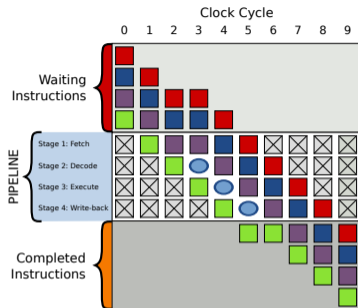 Clock Cycle
0 1 2 3 4 5 6 7 8 9
Waiting
Instructions
PIPELINE
Stage 1: Fetch
Stage 2: Decode
Stage 3: Execute
Stage 4: Write-back
Completed
Instructions